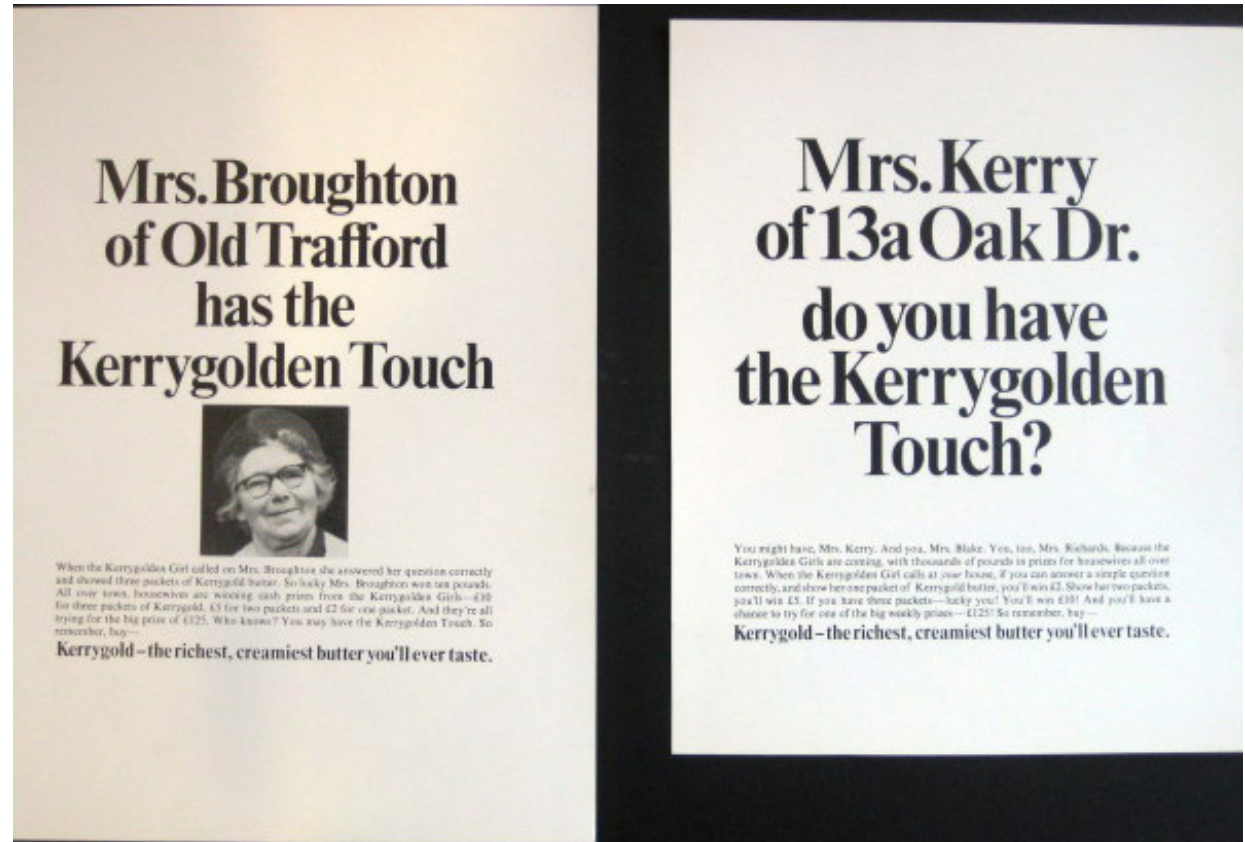 Mrs. Broughton
of Old Trafford
has the
Kerrygolden Touch
When the Kerrygolden Girl called on Mrs. Broughton she answered her question correctly
and showed three packets of Kerrygold butter. So lucky Mrs. Broughton won ten pounds.
All over town, housewives are winning cash prizes from the Kerrygolden Girls—£10
for three packets of Kerrygold, £5 for two packets and £2 for one packet. And they're all
trying for the big prize of £125. Who knows? You may have the Kerrygolden Touch. So
remember, buy—
Kerrygold – the richest, creamiest butter you'll ever taste.
Mrs. Kerry
of 13a Oak Dr.
do you have
the Kerrygolden
Touch?
You might have, Mrs. Kerry. And you, Mrs. Blake. You, too, Mrs. Richards. Because the
Kerrygolden Girls are coming, with thousands of pounds in prizes for housewives all over
town. When the Kerrygolden Girl calls at your house, if you can answer a simple question
correctly, and show her one packet of Kerrygold butter, you'll win £2. Show her two packets,
you'll win £5. If you have three packets—lucky you! You'll win £10! And you'll have a
chance to try for one of the big weekly prizes—£125! So remember, buy—
Kerrygold – the richest, creamiest butter you'll ever taste.